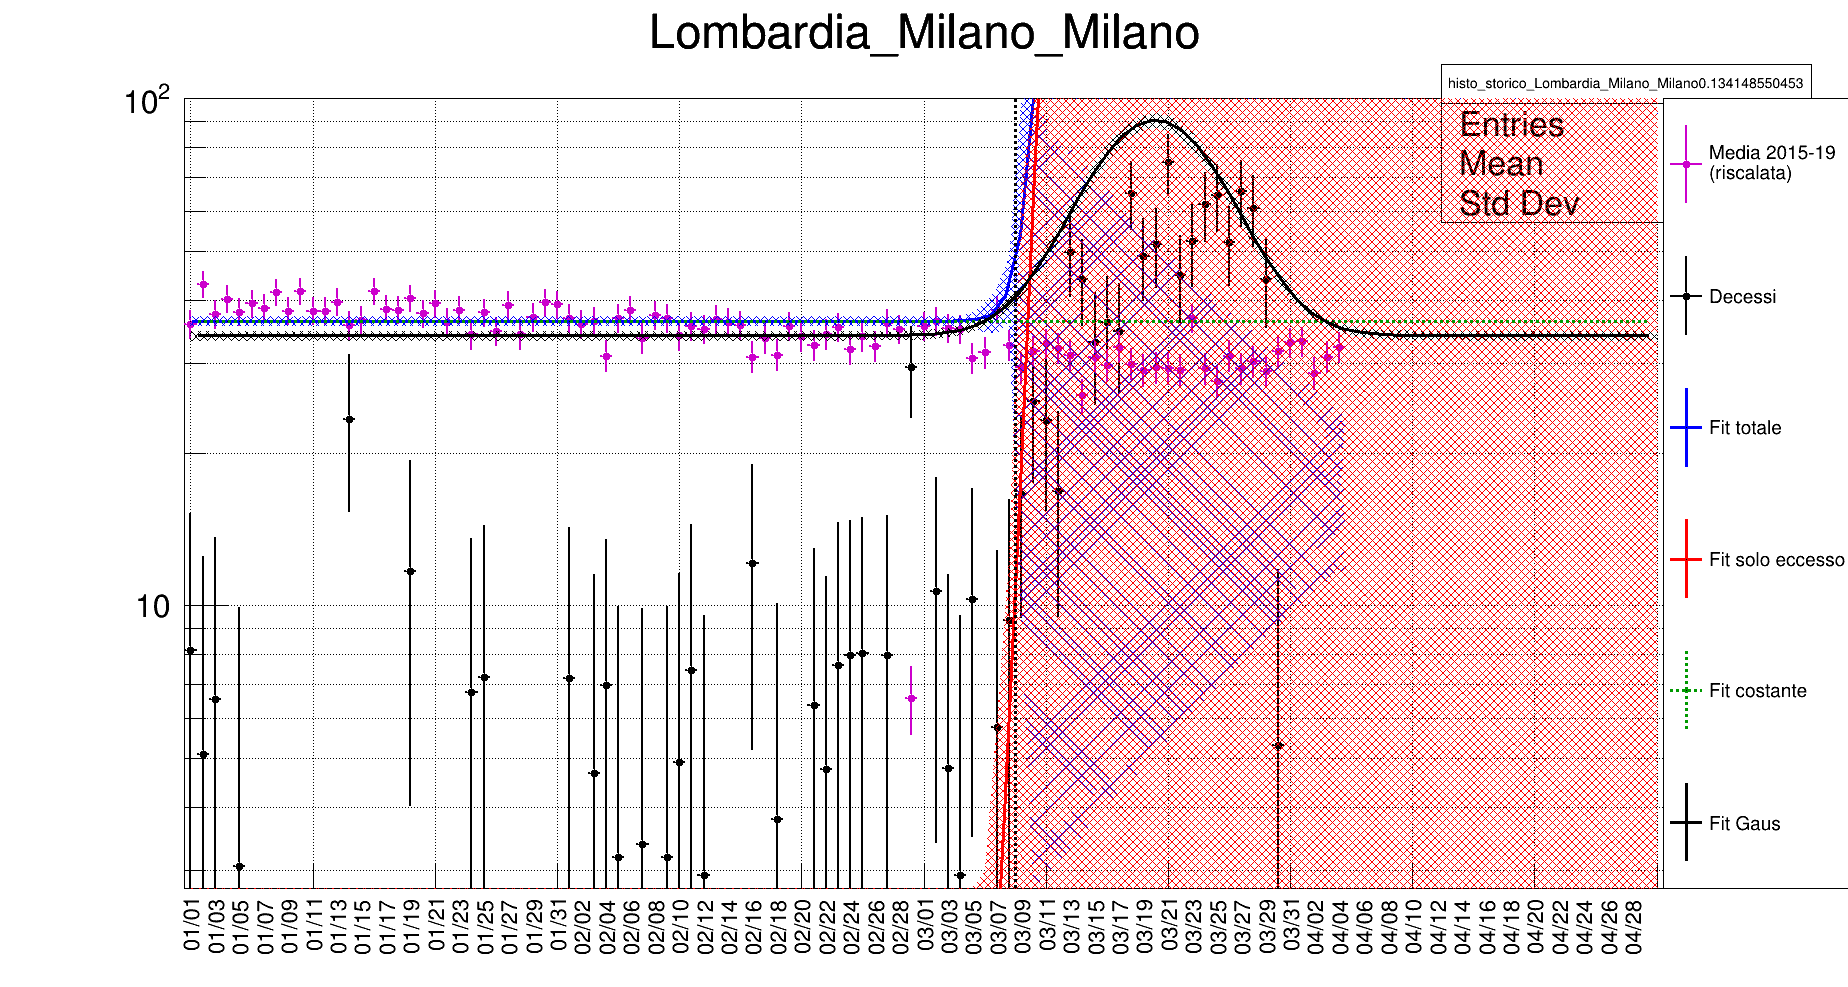 Lombardia_Milano_Milano
histo_storico_Lombardia_Milano_Milano0.134148550453
Entries
Mean
Std Dev
10²
10
Media 2015-19
(riscalata)
Decessi
Fit totale
Fit solo eccesso
Fit costante
Fit Gaus
01/01 01/03 01/05 01/07 01/09 01/11 01/13 01/15 01/17 01/19 01/21 01/23 01/25 01/27 01/29 01/31 02/02 02/04 02/06 02/08 02/10 02/12 02/14 02/16 02/18 02/20 02/22 02/24 02/26 02/28 03/01 03/03 03/05 03/07 03/09 03/11 03/13 03/15 03/17 03/19 03/21 03/23 03/25 03/27 03/29 03/31 04/02 04/04 04/06 04/08 04/10 04/12 04/14 04/16 04/18 04/20 04/22 04/24 04/26 04/28